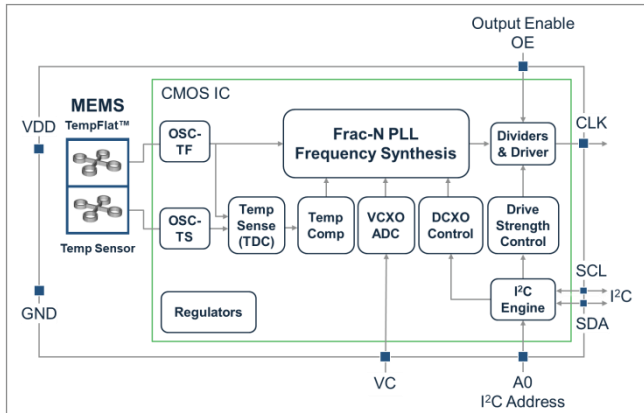 Output Enable
OE
CMOS IC
MEMS
TempFlat™
VDD
OSC-
TF
Frac-N PLL
Frequency Synthesis
Dividers
& Driver
CLK
Temp Sensor
OSC-
TS
Temp
Sense
(TDC)
Temp
Comp
VCXO
ADC
DCXO
Control
Drive
Strength
Control
GND
Regulators
I²C
Engine
SCL
I²C
SDA
VC
A0
I²C Address